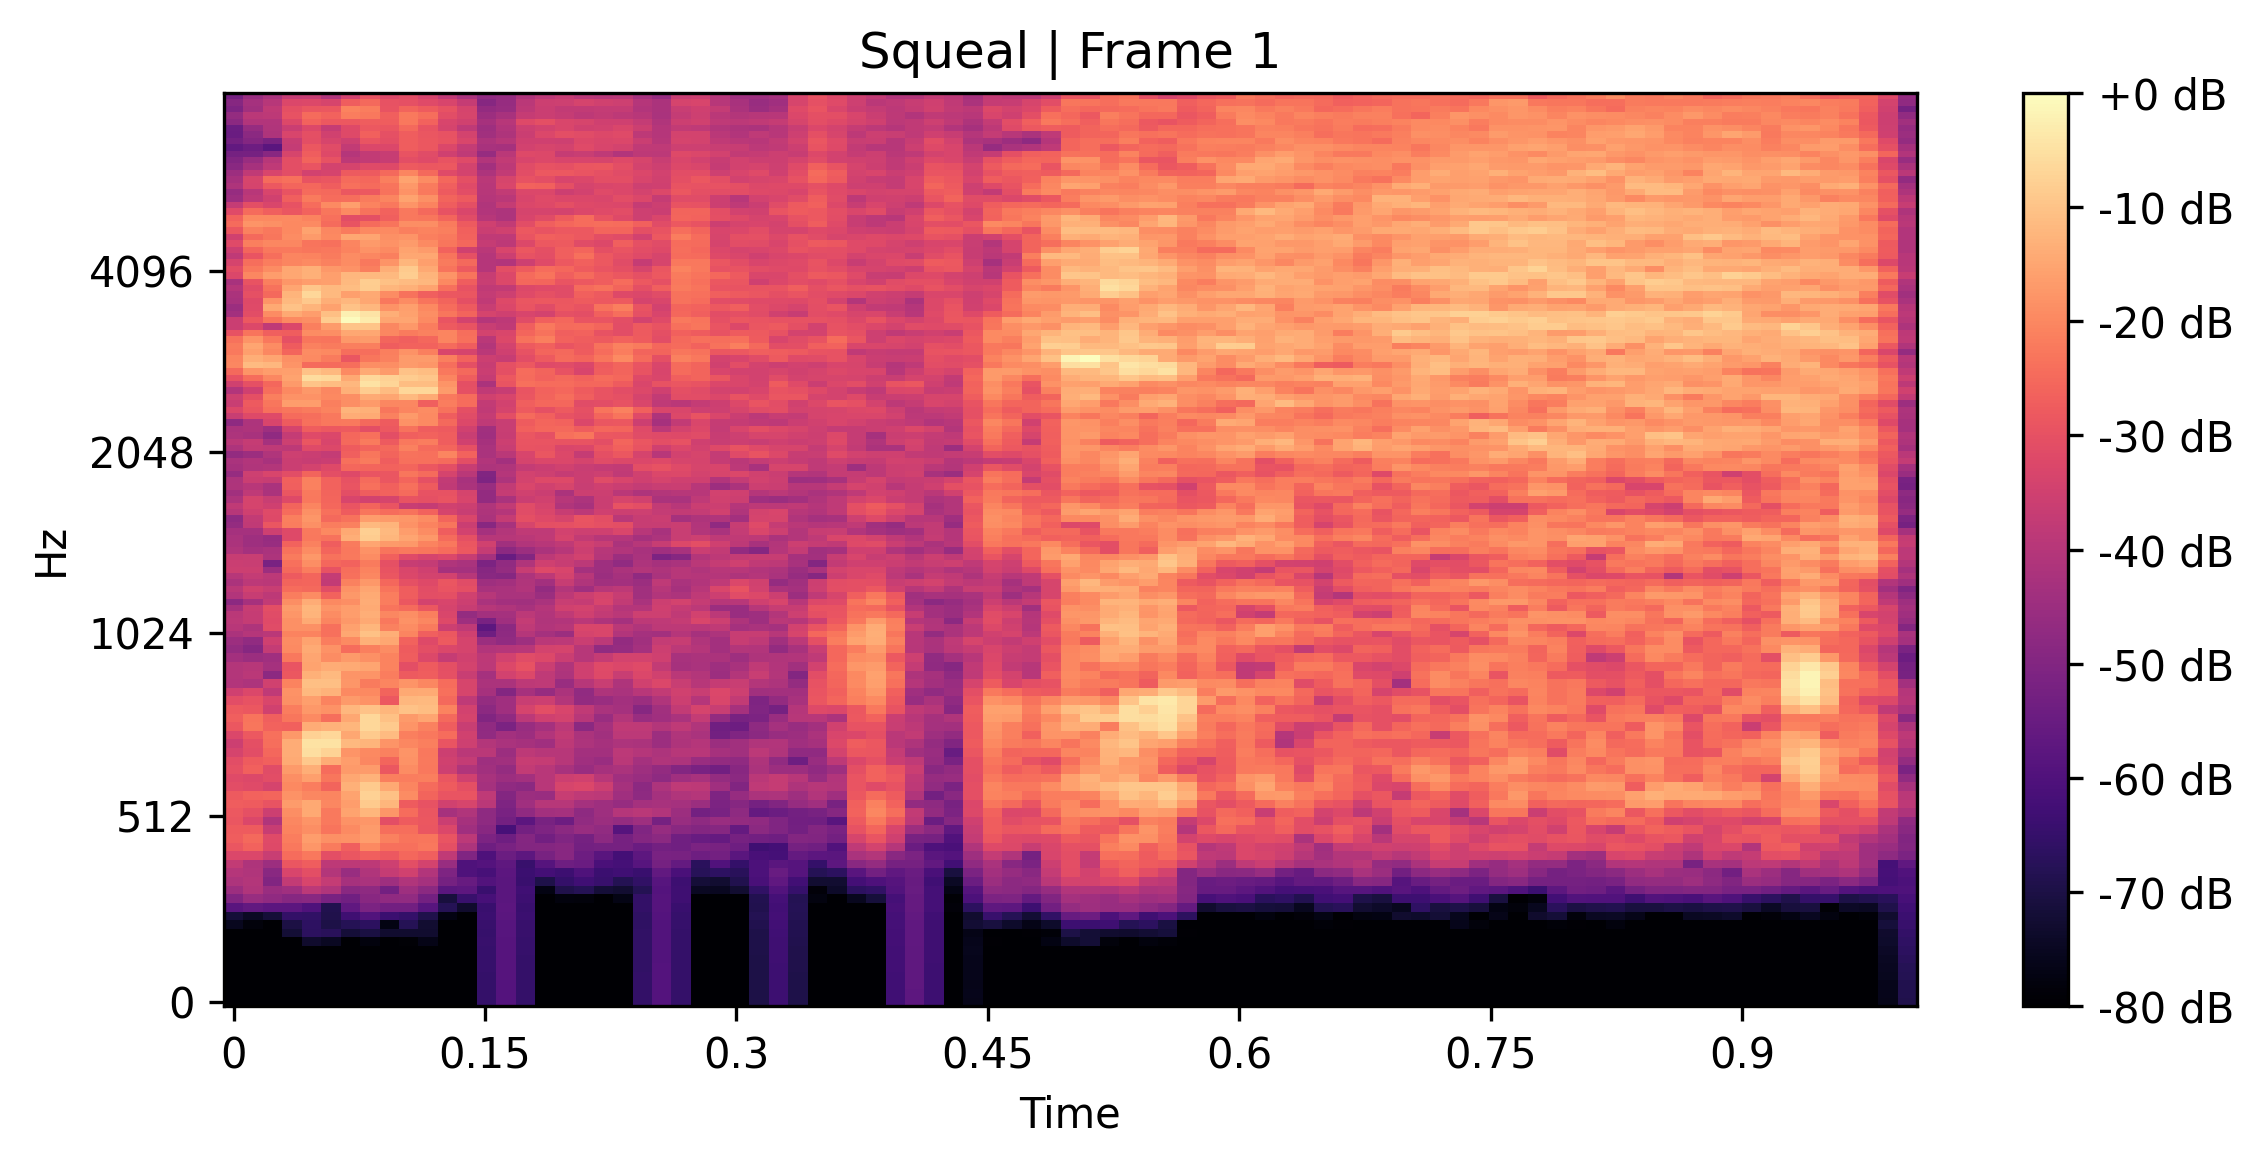 Squeal | Frame 1
+0 dB
-10 dB
-20 dB
-30 dB
-40 dB
-50 dB
-60 dB
-70 dB
-80 dB
Hz
4096
2048
1024
512
0
0 0.15 0.3 0.45 0.6 0.75 0.9
Time